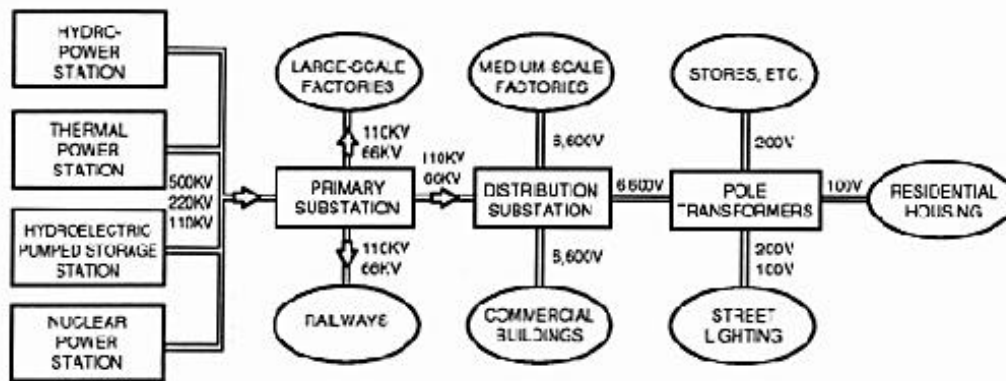 HYDRO-
POWER
STATION
THERMAL
POWER
STATION
HYDROELECTRIC
PUMPED STORAGE
STATION
NUCLEAR
POWER
STATION
500KV
220KV
110KV
LARGE-SCALE
FACTORIES
110KV
66KV
PRIMARY
SUBSTATION
110KV
66KV
RAILWAYS
110KV
66KV
MEDIUM-SCALE
FACTORIES
6,600V
DISTRIBUTION
SUBSTATION
6,600V
COMMERCIAL
BUILDINGS
6,600V
STORES, ETC.
200V
POLE
TRANSFORMERS
200V
100V
STREET
LIGHTING
100V
RESIDENTIAL
HOUSING